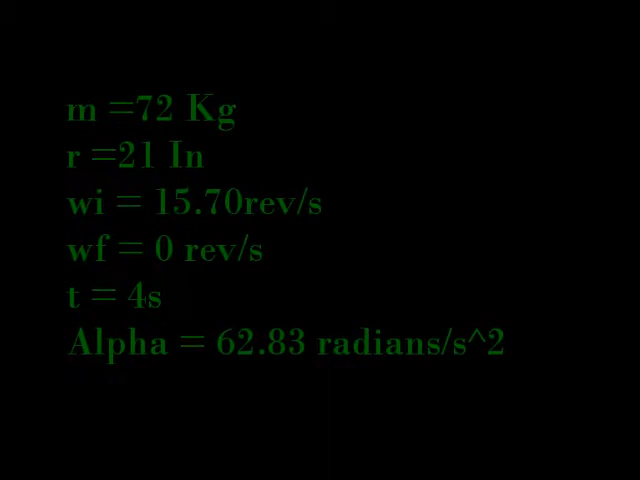 m =72 Kg
r =21 In
wi = 15.70rev/s
wf = 0 rev/s
t = 4s
Alpha = 62.83 radians/s^2